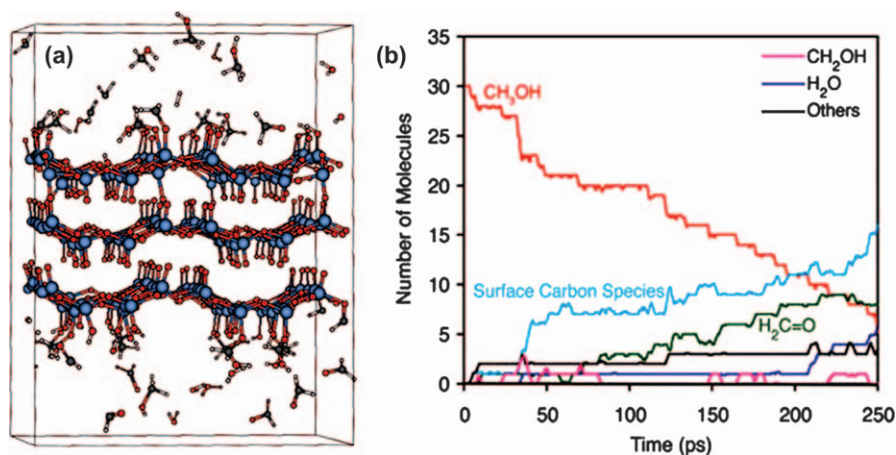 (a)
(b)
35
30
25
20
15
10
5
0
Number of Molecules
CH₃OH
CH₂OH
H₂O
Others
Surface Carbon Species
H₂C=O
0
50
100
150
200
250
Time (ps)